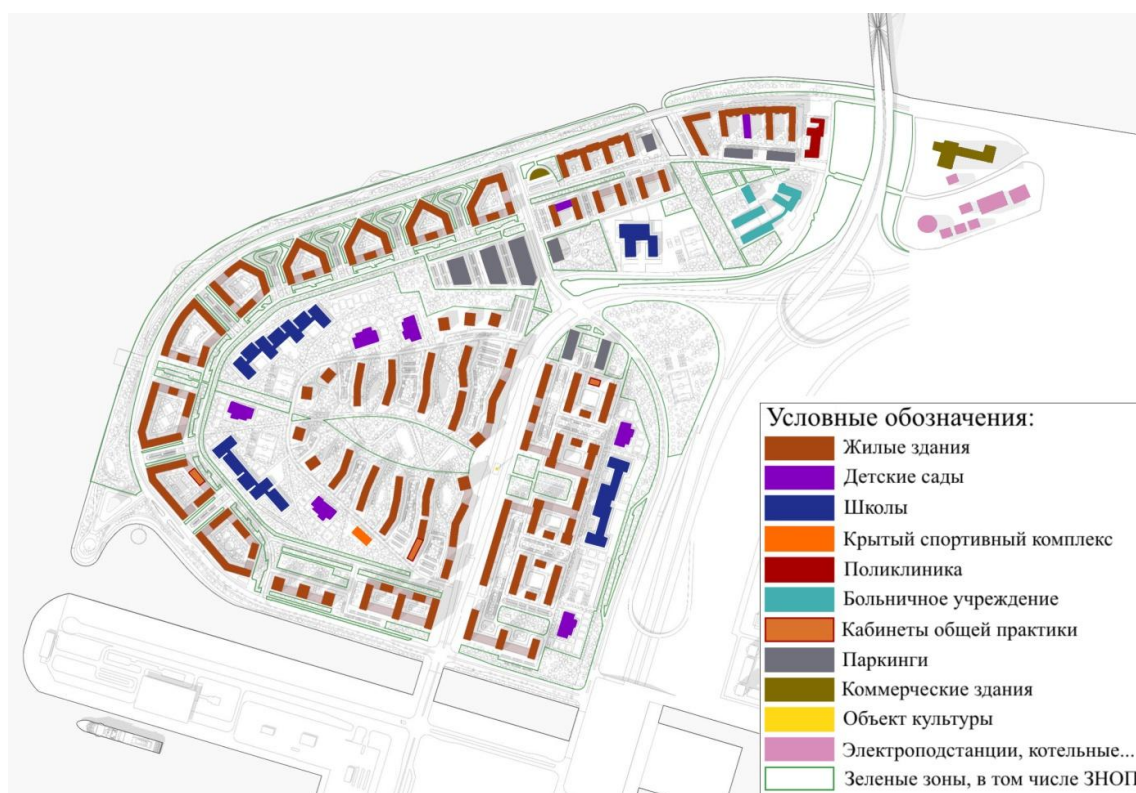 Условные обозначения:
Жилые здания
Детские сады
Школы
Крытый спортивный комплекс
Поликлиника
Больничное учреждение
Кабинеты общей практики
Паркинги
Коммерческие здания
Объект культуры
Электроподстанции, котельные...
Зеленые зоны, в том числе ЗНОП